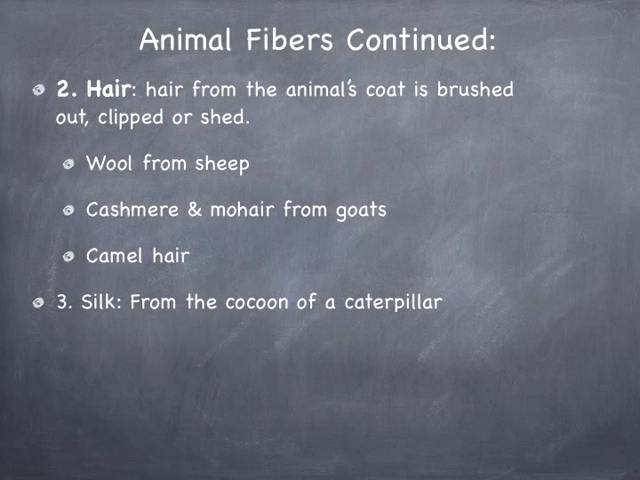 Animal Fibers Continued:
2. Hair: hair from the animal's coat is brushed
out, clipped or shed.
Wool from sheep
Cashmere & mohair from goats
Camel hair
3. Silk: From the cocoon of a caterpillar